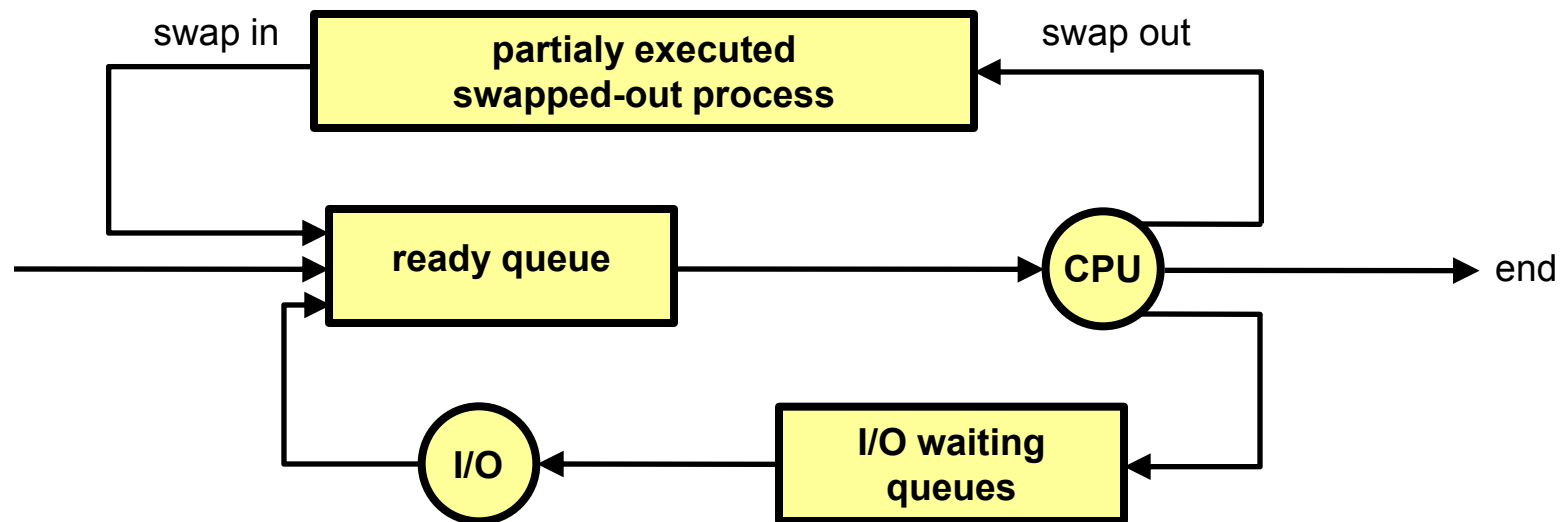 swap in
partialy executed
swapped-out process
swap out
ready queue
CPU
end
I/O
I/O waiting
queues